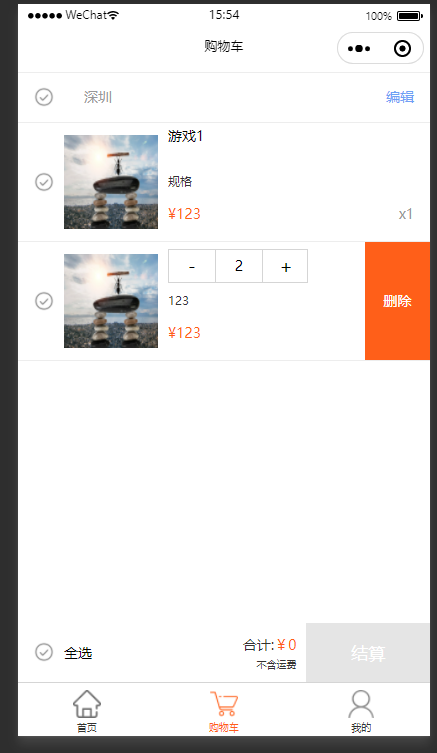 WeChat 15:54 100%
购物车
深圳 编辑
游戏1
规格
¥123 x1
- 2 +
123
¥123
删除
全选 合计:¥0 结算
不含运费
首页 购物车 我的